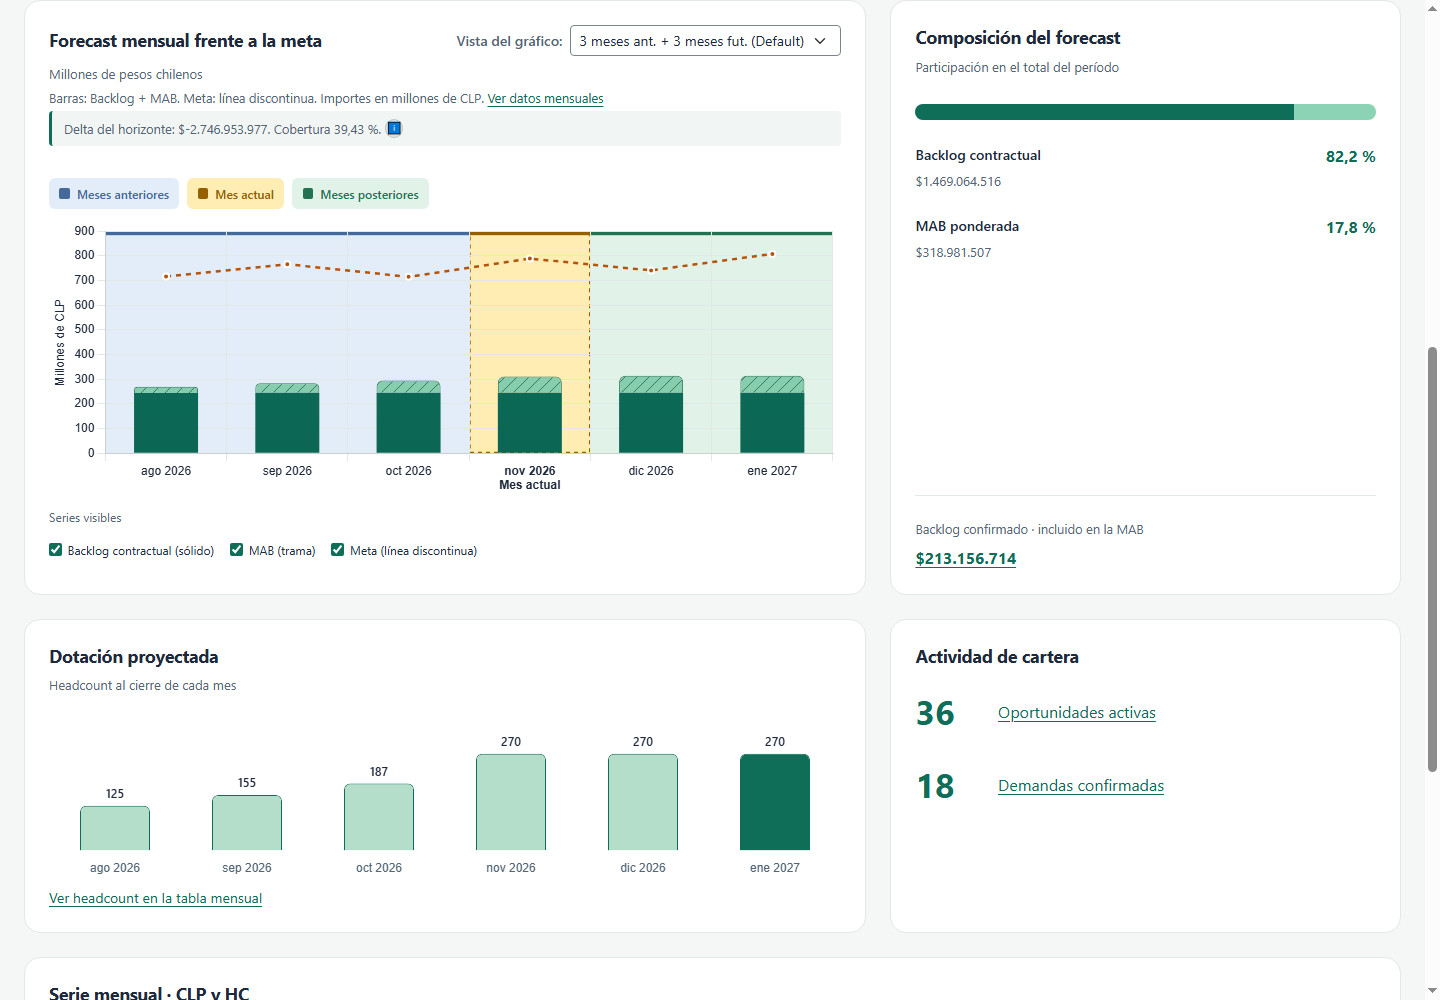 Forecast mensual frente a la meta
Vista del gráfico: 3 meses ant. + 3 meses fut. (Default)
Millones de pesos chilenos
Barras: Backlog + MAB. Meta: línea discontinua. Importes en millones de CLP. Ver datos mensuales
Delta del horizonte: $-2.746.953.977. Cobertura 39,43 %. i
Meses anteriores
Mes actual
Meses posteriores
Millones de CLP
900
800
700
600
500
400
300
200
100
0
ago 2026
sep 2026
oct 2026
nov 2026
Mes actual
dic 2026
ene 2027
Series visibles
Backlog contractual (sólido)
MAB (trama)
Meta (línea discontinua)
Composición del forecast
Participación en el total del período
Backlog contractual 82,2 %
$1.469.064.516
MAB ponderada 17,8 %
$318.981.507
Backlog confirmado · incluido en la MAB
$213.156.714
Dotación proyectada
Headcount al cierre de cada mes
125
155
187
270
270
270
ago 2026
sep 2026
oct 2026
nov 2026
dic 2026
ene 2027
Ver headcount en la tabla mensual
Actividad de cartera
36 Oportunidades activas
18 Demandas confirmadas
Serie mensual · CLP y HC